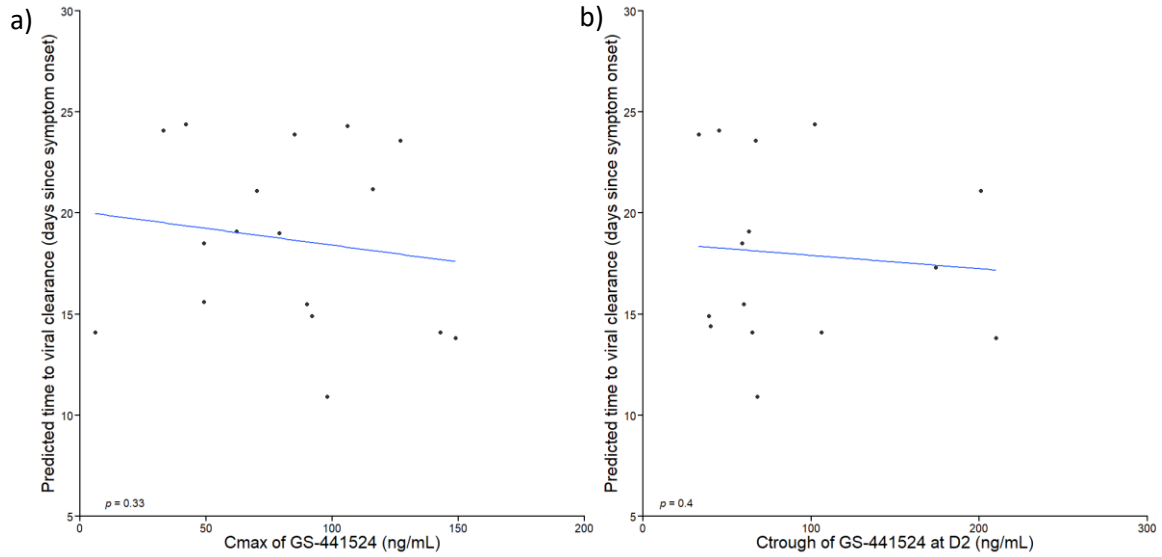 a)
Predicted time to viral clearance (days since symptom onset)
30
25
20
15
10
5
p = 0.33
0
50
100
150
200
Cmax of GS-441524 (ng/mL)
b)
Predicted time to viral clearance (days since symptom onset)
30
25
20
15
10
5
p = 0.4
0
100
200
300
Ctrough of GS-441524 at D2 (ng/mL)